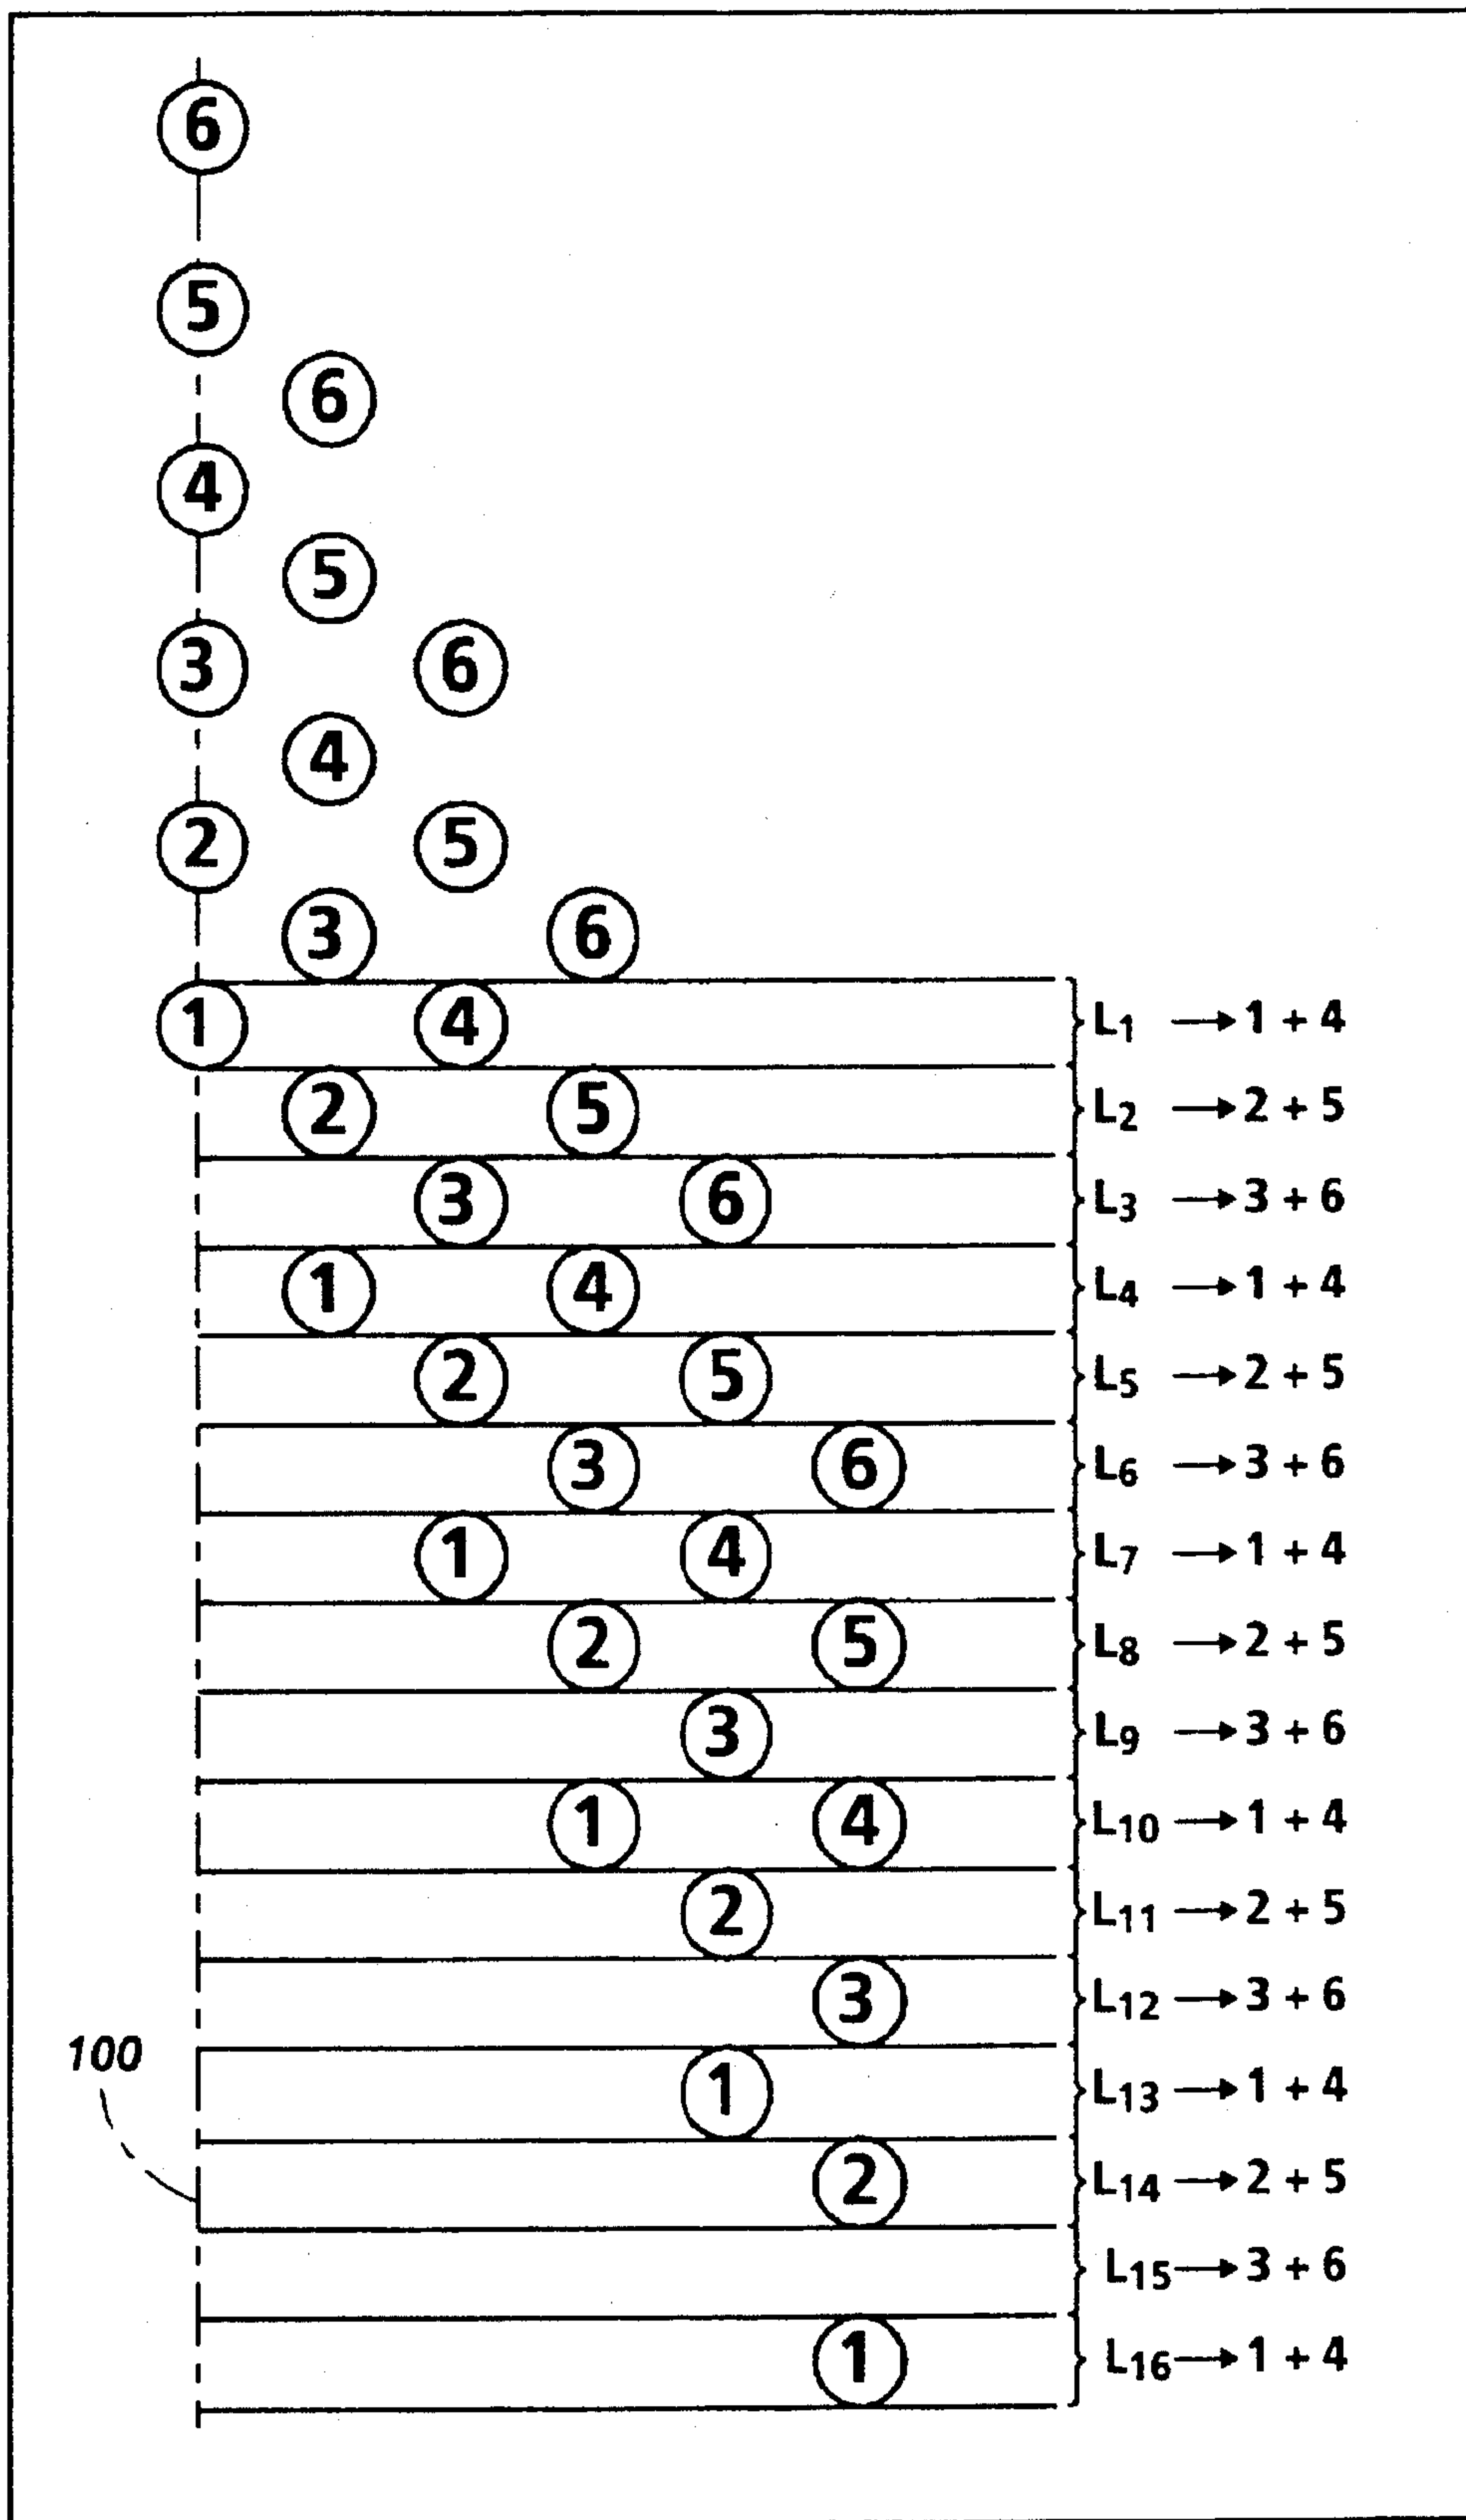 6
5
6
4
5
3 6
4
2 5
3 6
1 4 L1 → 1 + 4
2 5 L2 → 2 + 5
3 6 L3 → 3 + 6
1 4 L4 → 1 + 4
2 5 L5 → 2 + 5
3 6 L6 → 3 + 6
1 4 L7 → 1 + 4
2 5 L8 → 2 + 5
3 L9 → 3 + 6
1 4 L10 → 1 + 4
2 L11 → 2 + 5
3 L12 → 3 + 6
100
1 L13 → 1 + 4
2 L14 → 2 + 5
L15 → 3 + 6
1 L16 → 1 + 4